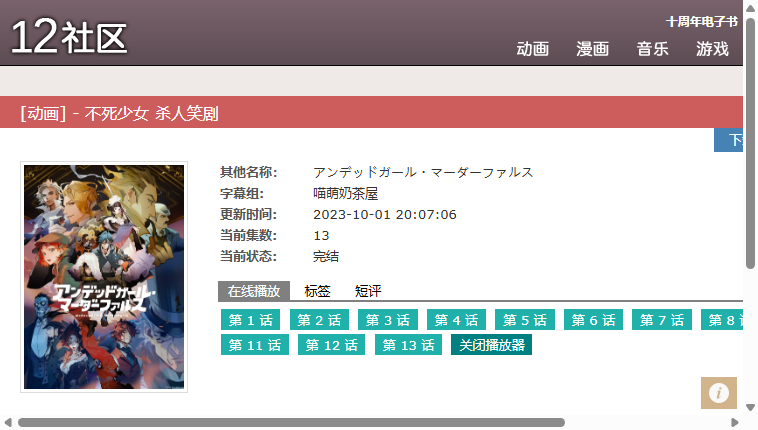 12社区
十周年电子书
动画 漫画 音乐 游戏
[动画] - 不死少女 杀人笑剧
其他名称： アンデッドガール・マーダーファルス
字幕组： 喵萌奶茶屋
更新时间： 2023-10-01 20:07:06
当前集数： 13
当前状态： 完结
アンデッドガール・
マーダーファルス
在线播放 标签 短评
第 1 话 第 2 话 第 3 话 第 4 话 第 5 话 第 6 话 第 7 话 第 8
第 11 话 第 12 话 第 13 话 关闭播放器